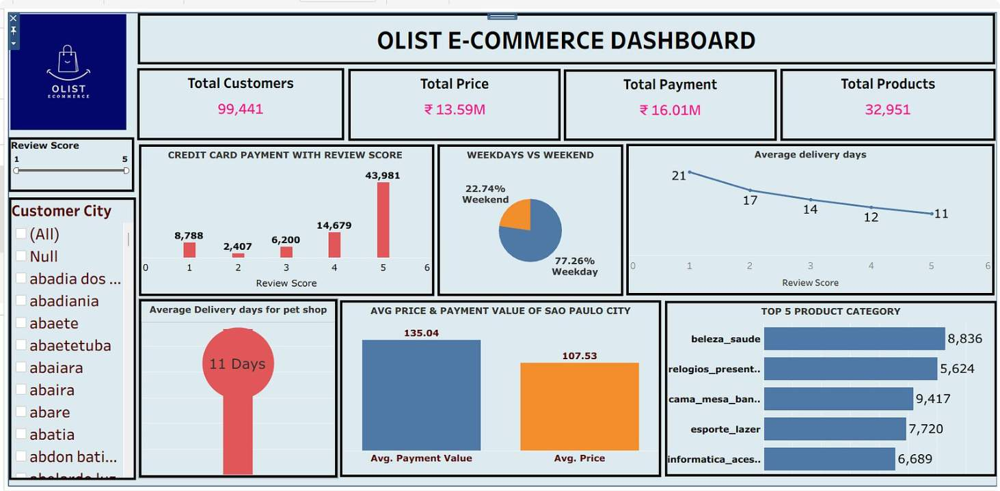 OLIST E-COMMERCE DASHBOARD
OLIST
ECOMMERCE
Total Customers
99,441
Total Price
₹ 13.59M
Total Payment
₹ 16.01M
Total Products
32,951
Review Score
1 5
Customer City
(All)
Null
abadia dos ...
abadiania
abaete
abaetetuba
abaiara
abaira
abare
abatia
abdon bati...
CREDIT CARD PAYMENT WITH REVIEW SCORE
43,981
14,679
8,788
6,200
2,407
0 1 2 3 4 5 6
Review Score
WEEKDAYS VS WEEKEND
22.74%
Weekend
77.26%
Weekday
Average delivery days
21
17
14
12
11
0 1 2 3 4 5 6
Review Score
Average Delivery days for pet shop
11 Days
AVG PRICE & PAYMENT VALUE OF SAO PAULO CITY
135.04
107.53
Avg. Payment Value
Avg. Price
TOP 5 PRODUCT CATEGORY
beleza_saude 8,836
relogios_present.. 5,624
cama_mesa_ban.. 9,417
esporte_lazer 7,720
informatica_aces.. 6,689